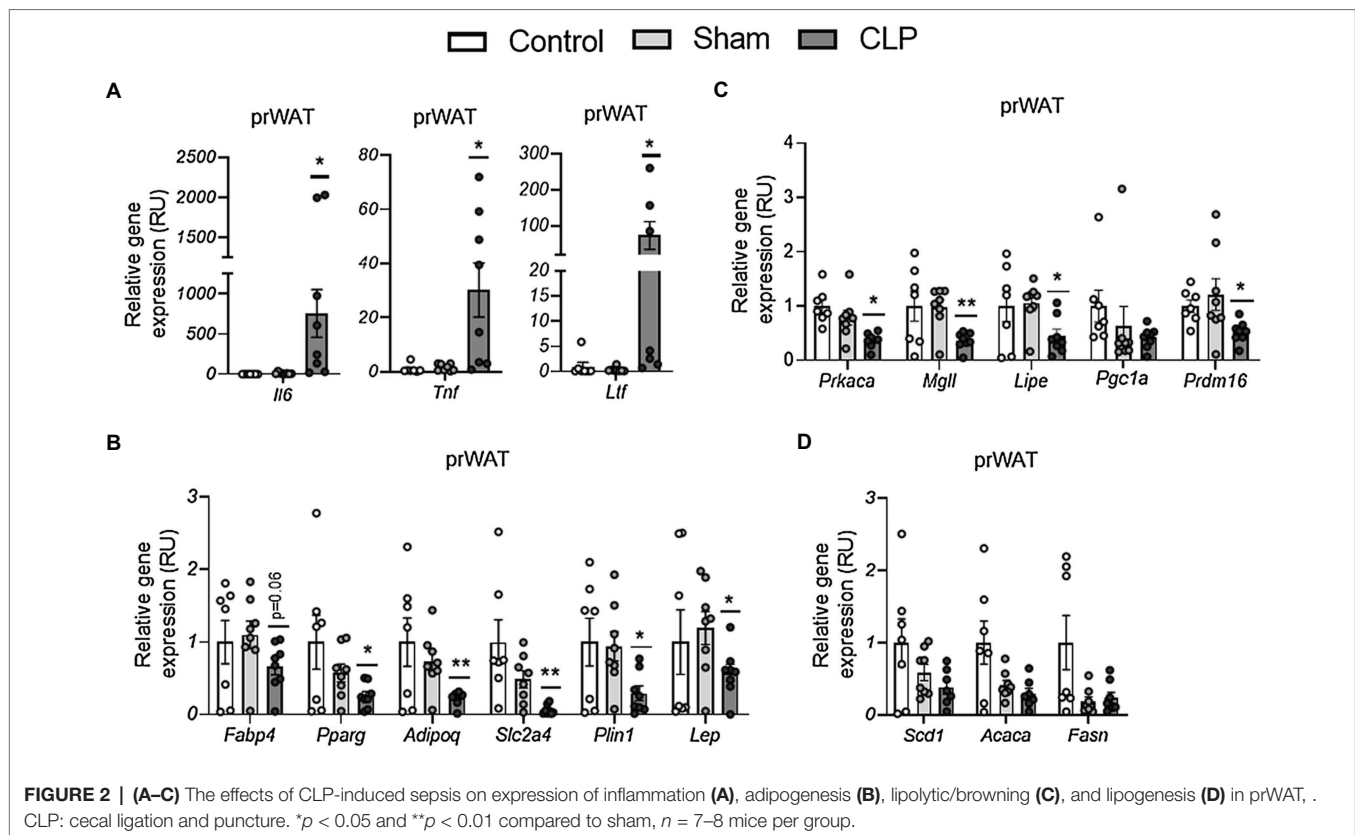 Control Sham CLP
A
prWAT prWAT prWAT
Relative gene
expression (RU)
2500
2000
1500
1000
500
0
*
Il6
80
60
40
20
0
*
Tnf
300
200
100
20
15
10
5
0
*
Ltf
C
prWAT
Relative gene
expression (RU)
4
3
2
1
0
* ** * *
Prkaca Mgll Lipe Pgc1a Prdm16
B
prWAT
Relative gene
expression (RU)
3
2
1
0
p=0.06 * ** ** * *
Fabp4 Pparg Adipoq Slc2a4 Plin1 Lep
D
prWAT
Relative gene
expression (RU)
3
2
1
0
Scd1 Acaca Fasn
FIGURE 2 | (A–C) The effects of CLP-induced sepsis on expression of inflammation (A), adipogenesis (B), lipolytic/browning (C), and lipogenesis (D) in prWAT, .
CLP: cecal ligation and puncture. *p < 0.05 and **p < 0.01 compared to sham, n = 7–8 mice per group.